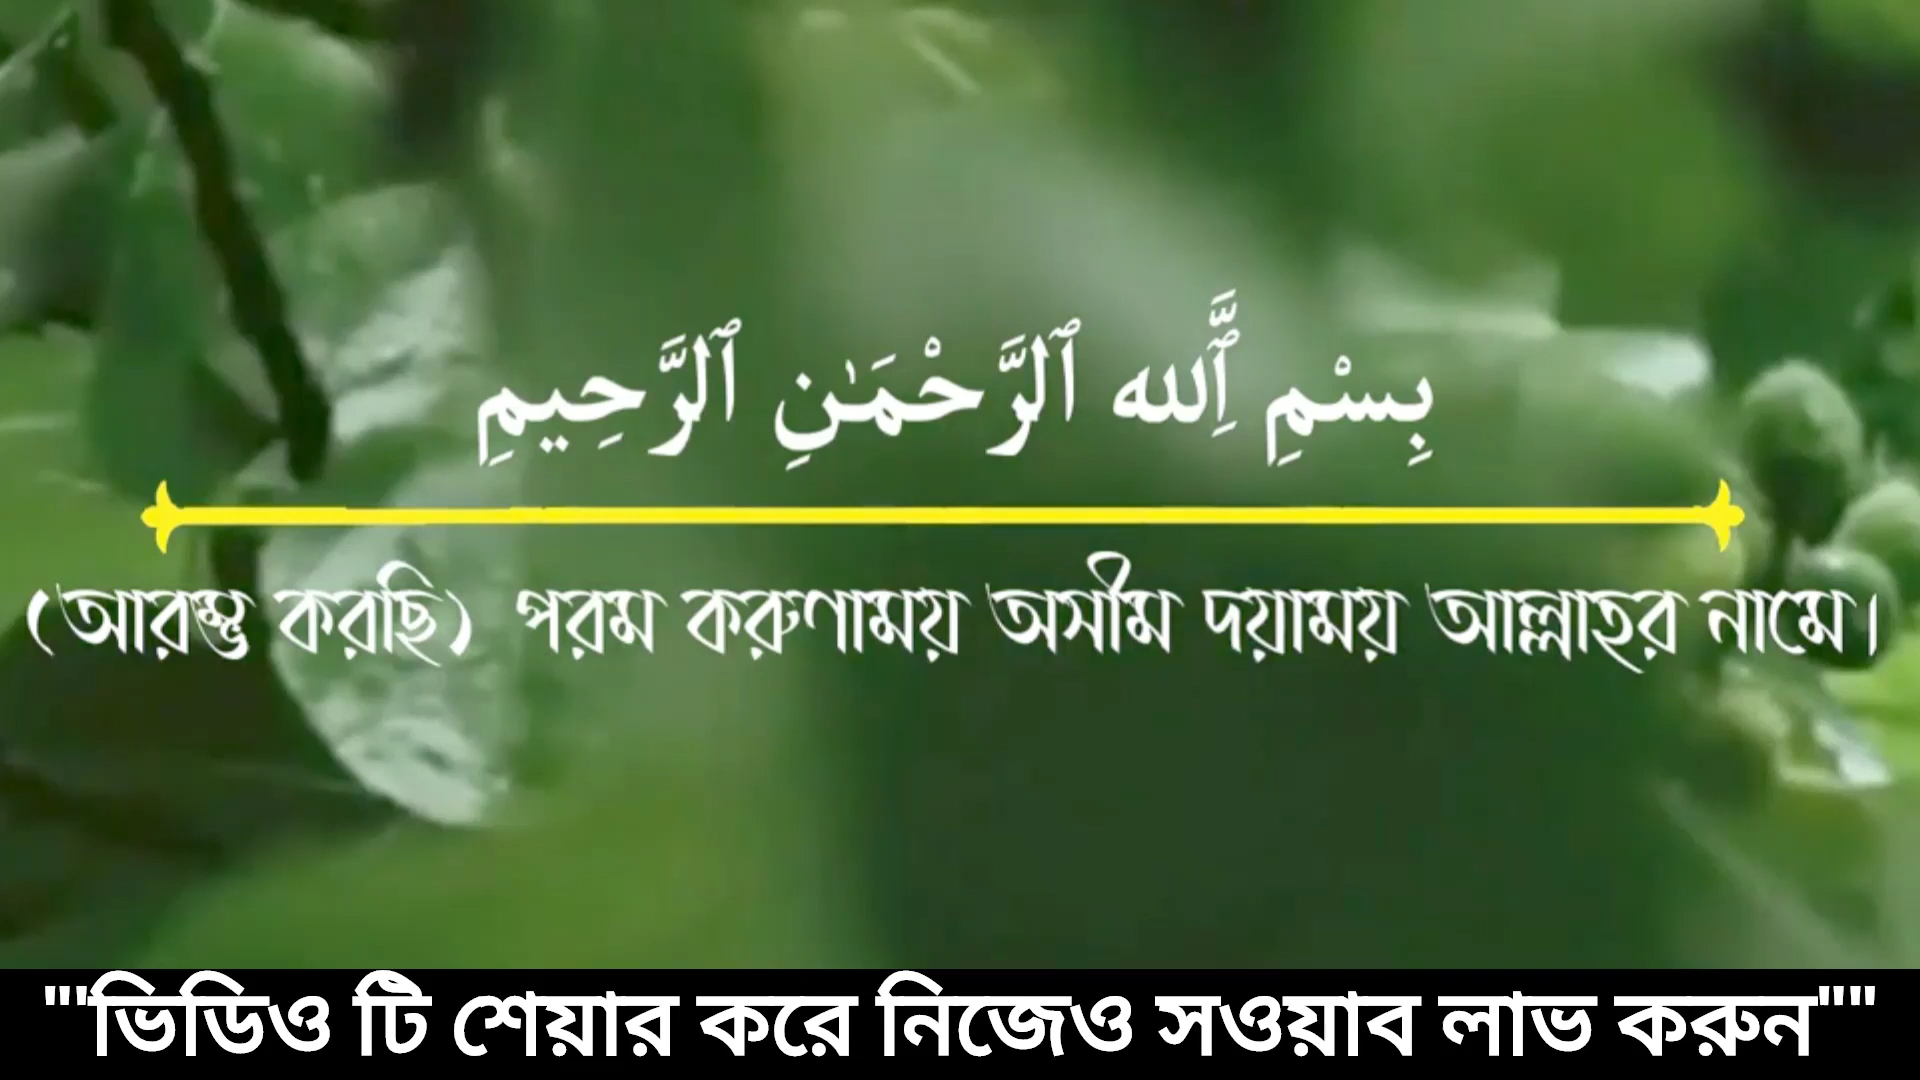 بِسْمِ ٱللَّهِ ٱلرَّحْمَٰنِ ٱلرَّحِيمِ
(আরম্ভ করছি) পরম করুণাময় অসীম দয়াময় আল্লাহর নামে।
"'ভিডিও টি শেয়ার করে নিজেও সওয়াব লাভ করুন""